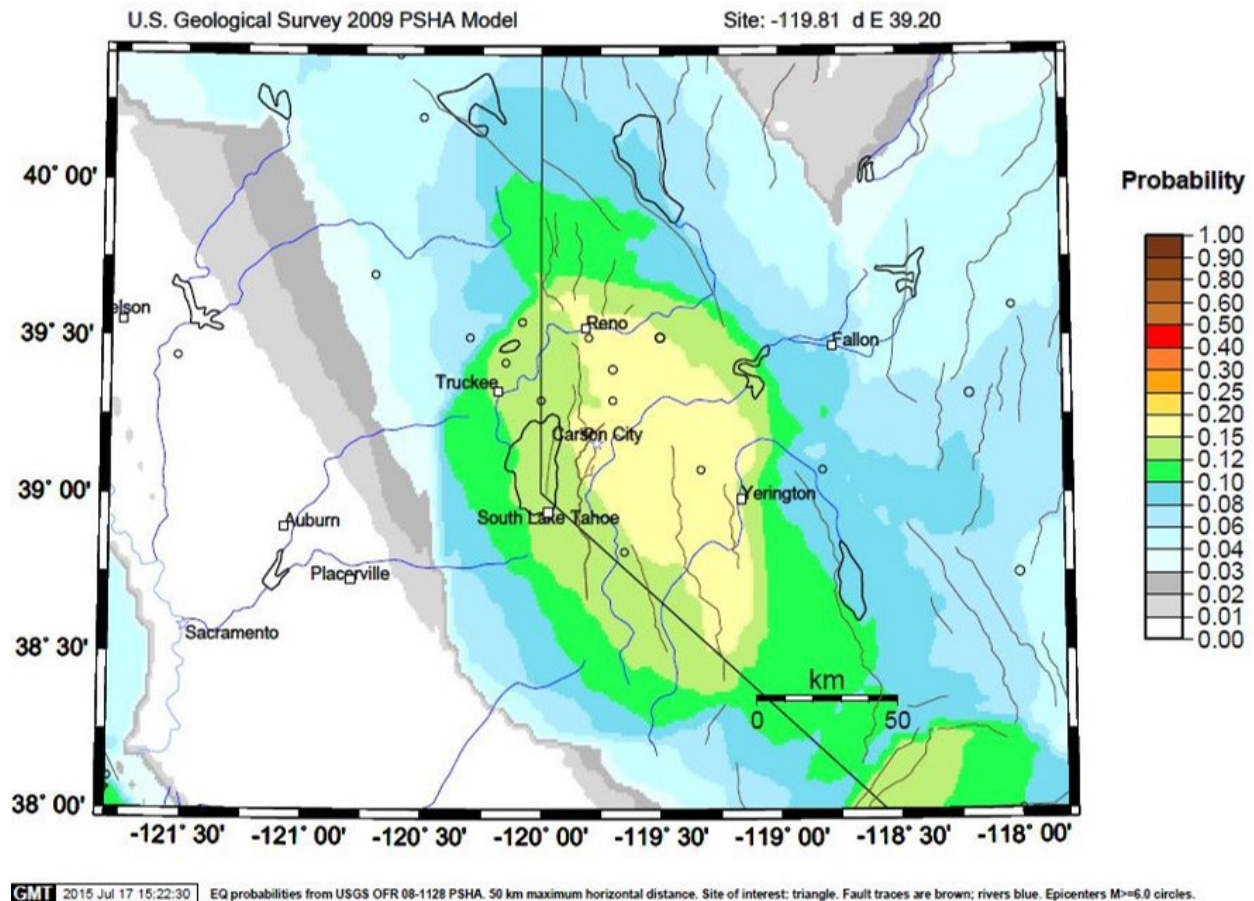 U.S. Geological Survey 2009 PSHA Model
Site: -119.81 d E 39.20
40° 00'
39° 30'
39° 00'
38° 30'
38° 00'
elson
Reno
Fallon
Truckee
Carson City
Yerington
South Lake Tahoe
Auburn
Placerville
Sacramento
km
0 50
-121° 30' -121° 00' -120° 30' -120° 00' -119° 30' -119° 00' -118° 30' -118° 00'
Probability
1.00
0.90
0.80
0.60
0.50
0.40
0.30
0.25
0.20
0.15
0.12
0.10
0.08
0.06
0.04
0.03
0.02
0.01
0.00
GMT 2015 Jul 17 15:22:30 EQ probabilities from USGS OFR 08-1128 PSHA. 50 km maximum horizontal distance. Site of interest: triangle. Fault traces are brown; rivers blue. Epicenters M>=6.0 circles.